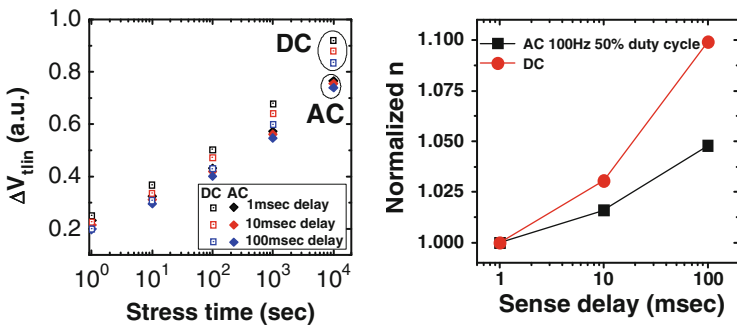 1.0
0.8
0.6
0.4
0.2
ΔV_tlin (a.u.)
DC
AC
DC AC
1msec delay
10msec delay
100msec delay
10^0 10^1 10^2 10^3 10^4
Stress time (sec)
1.100
1.075
1.050
1.025
1.000
Normalized n
AC 100Hz 50% duty cycle
DC
1 10 100
Sense delay (msec)